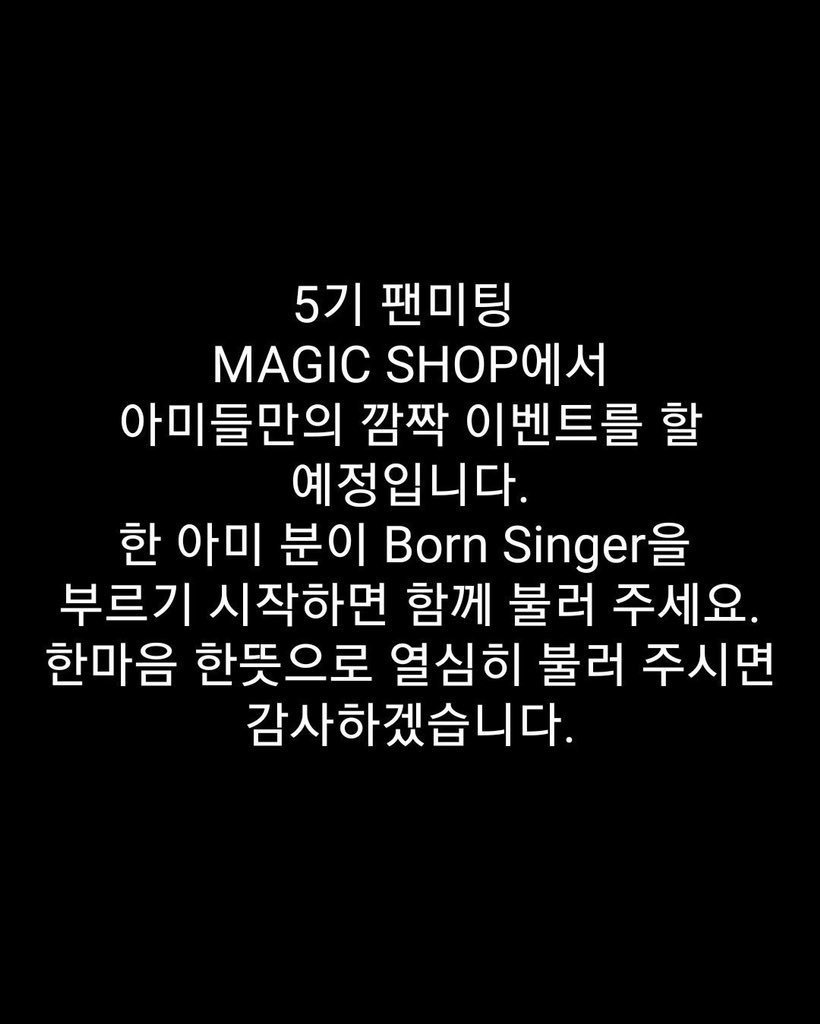 5기 팬미팅
MAGIC SHOP에서
아미들만의 깜짝 이벤트를 할
예정입니다.
한 아미 분이 Born Singer을
부르기 시작하면 함께 불러 주세요.
한마음 한뜻으로 열심히 불러 주시면
감사하겠습니다.